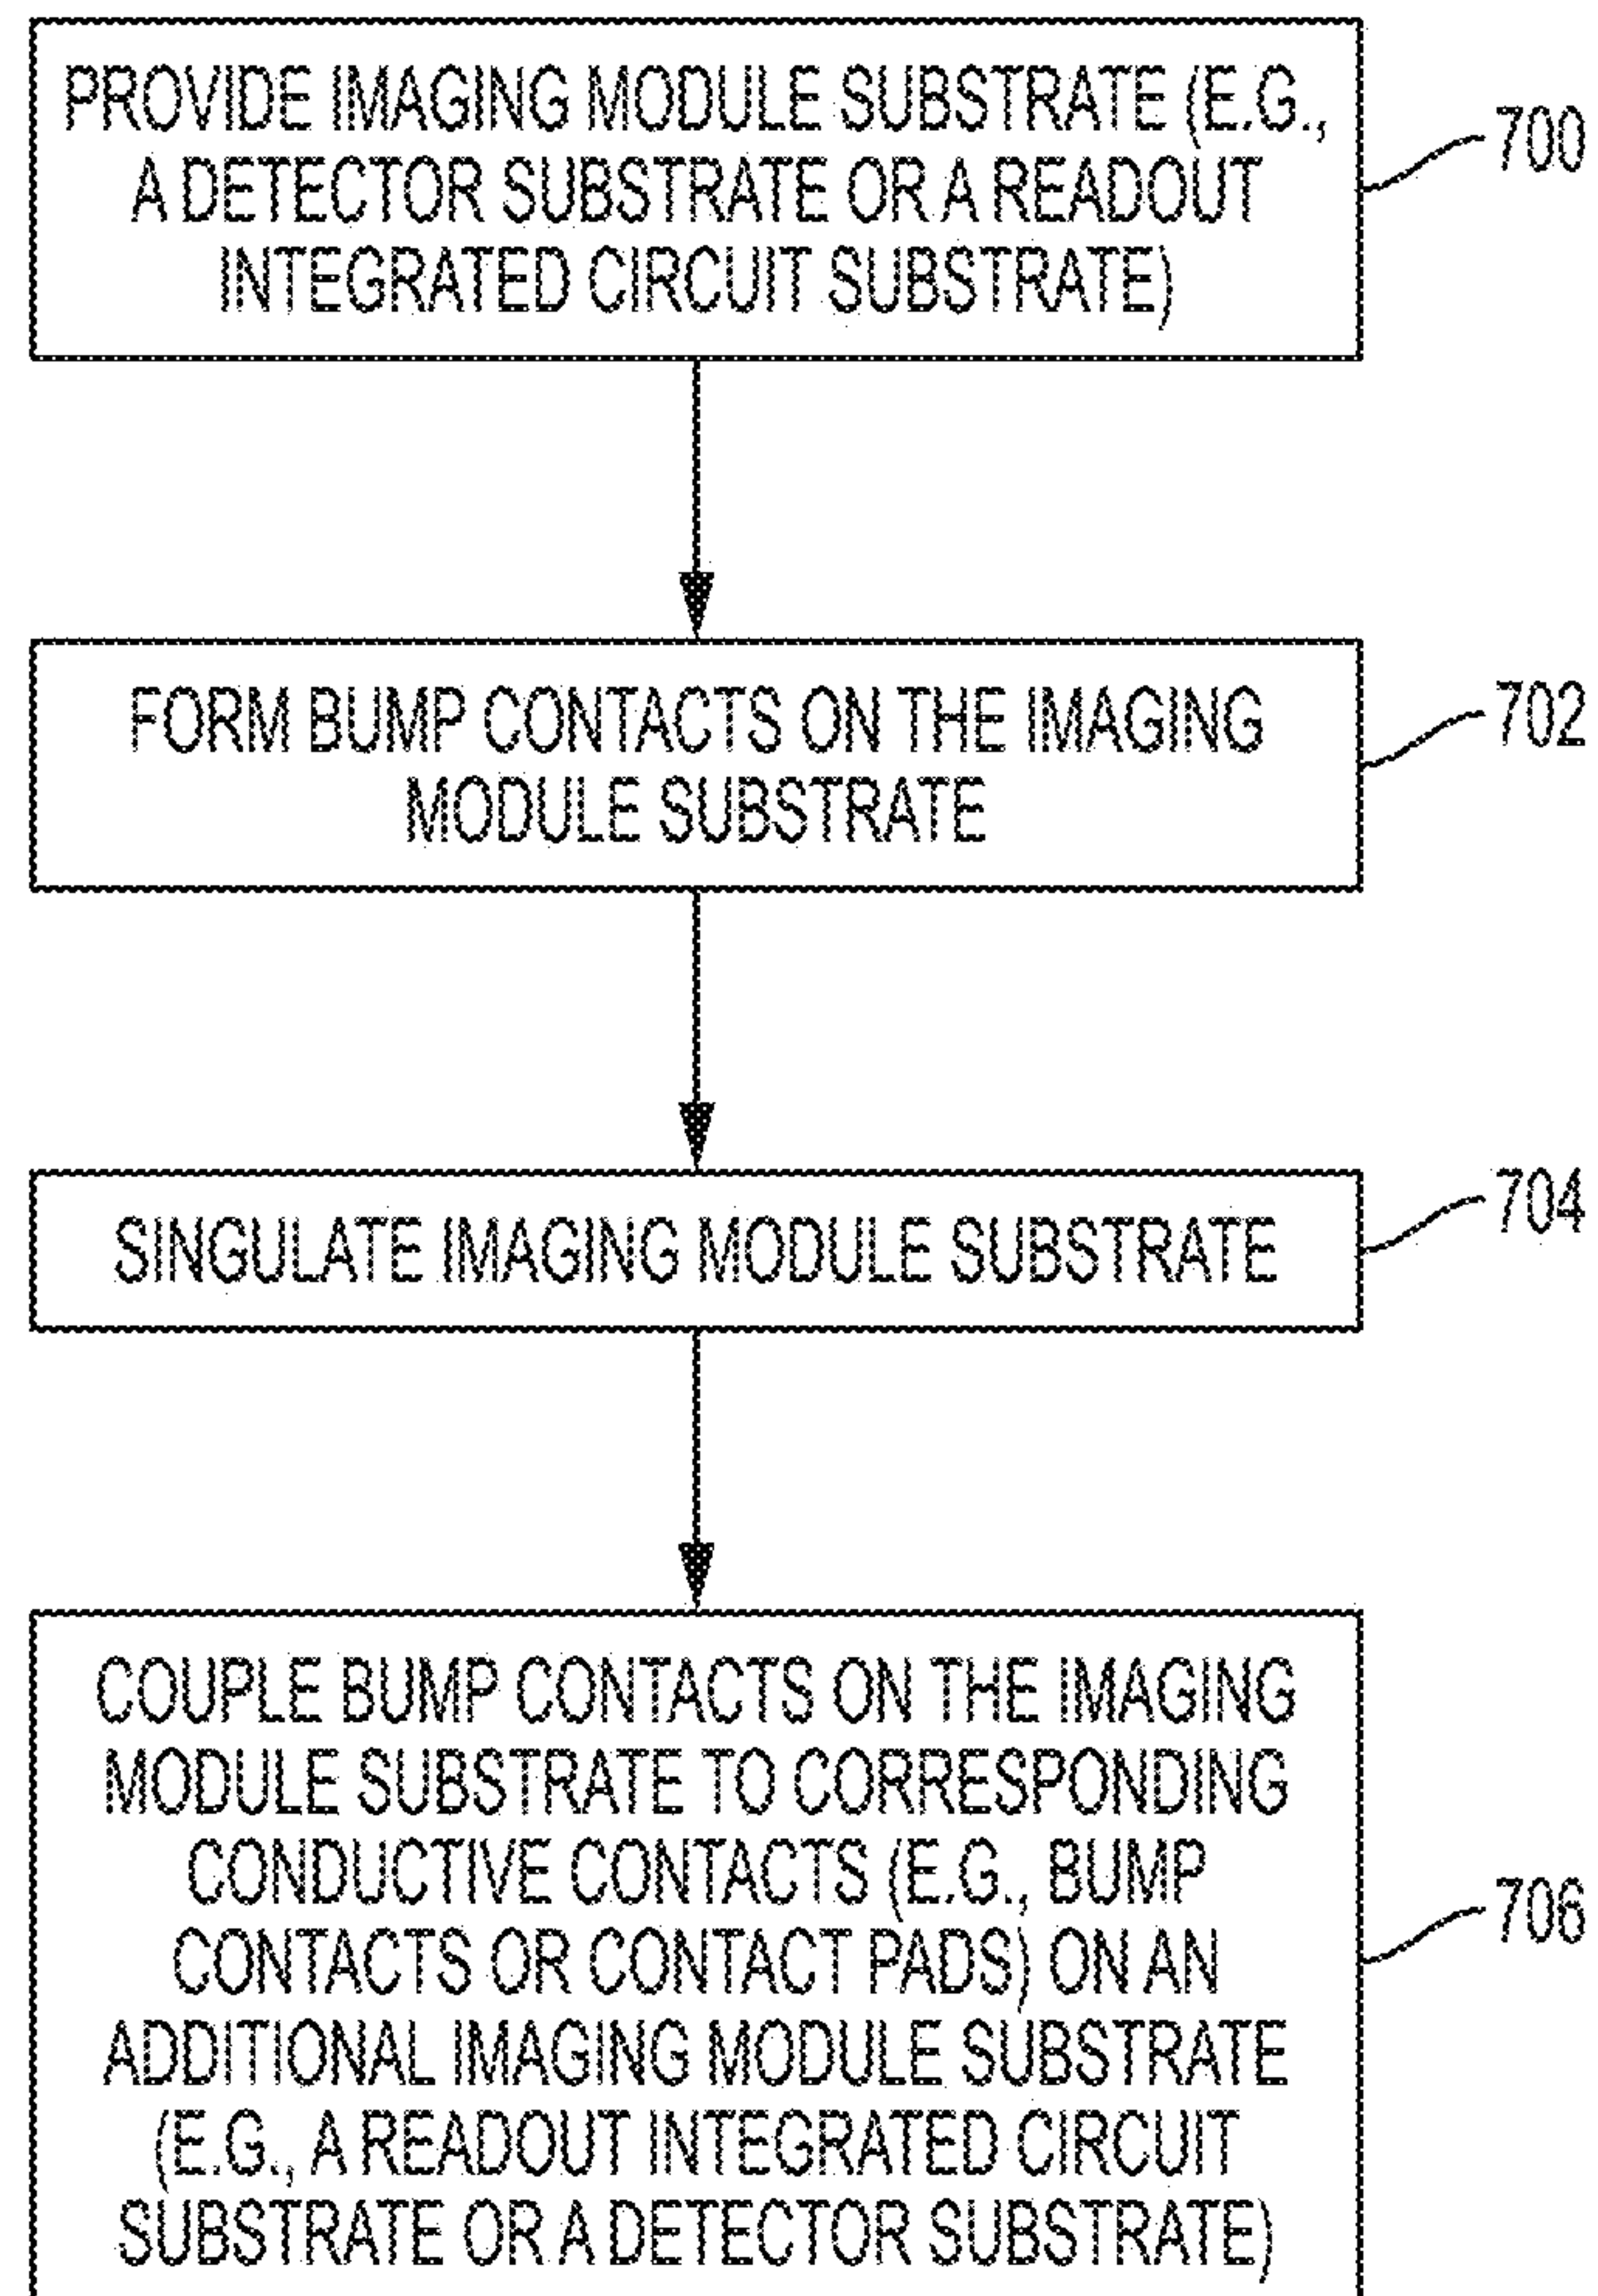 PROVIDE IMAGING MODULE SUBSTRATE (E.G.,
A DETECTOR SUBSTRATE OR A READOUT
INTEGRATED CIRCUIT SUBSTRATE)
700
FORM BUMP CONTACTS ON THE IMAGING
MODULE SUBSTRATE
702
SINGULATE IMAGING MODULE SUBSTRATE
704
COUPLE BUMP CONTACTS ON THE IMAGING
MODULE SUBSTRATE TO CORRESPONDING
CONDUCTIVE CONTACTS (E.G., BUMP
CONTACTS OR CONTACT PADS) ON AN
ADDITIONAL IMAGING MODULE SUBSTRATE
(E.G., A READOUT INTEGRATED CIRCUIT
SUBSTRATE OR A DETECTOR SUBSTRATE)
706